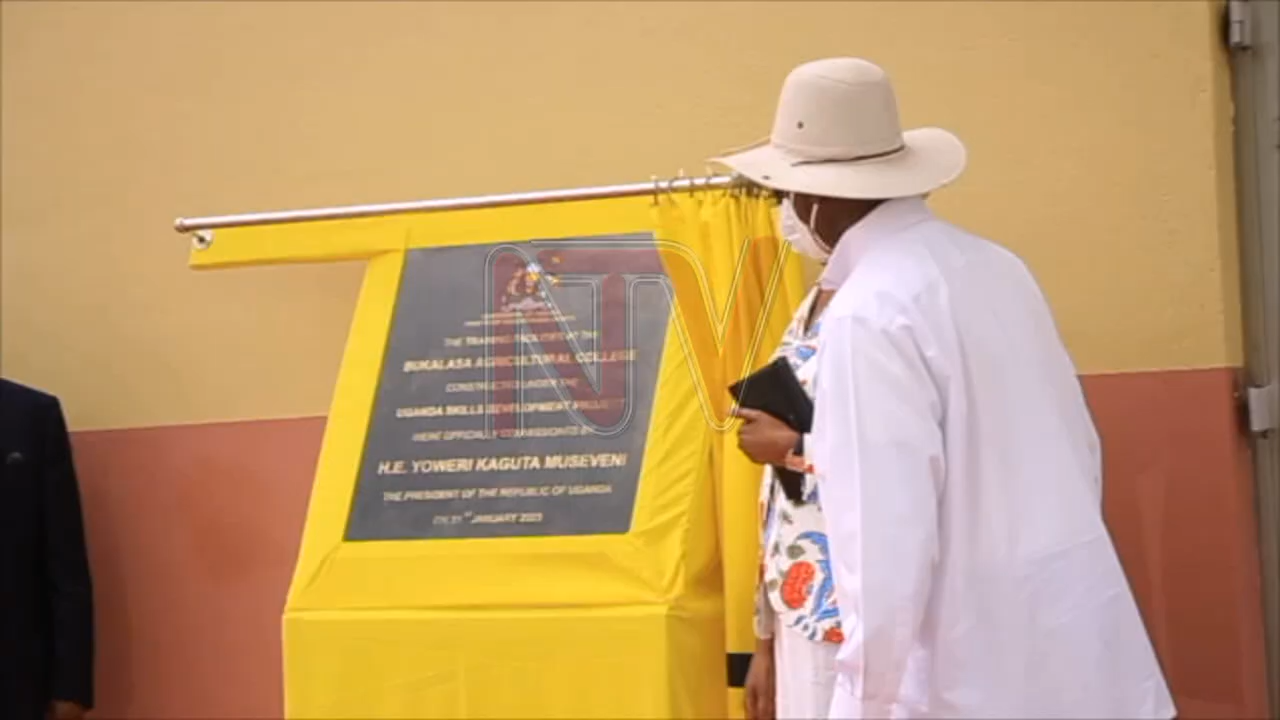 THE TRAINING FACILITIES AT THE
BUKALASA AGRICULTURAL COLLEGE
CONSTRUCTED UNDER THE
UGANDA SKILLS DEVELOPMENT PROJECT
WERE OFFICIALLY COMMISSIONED BY
H.E. YOWERI KAGUTA MUSEVENI
THE PRESIDENT OF THE REPUBLIC OF UGANDA
JANUARY 2023
NTV